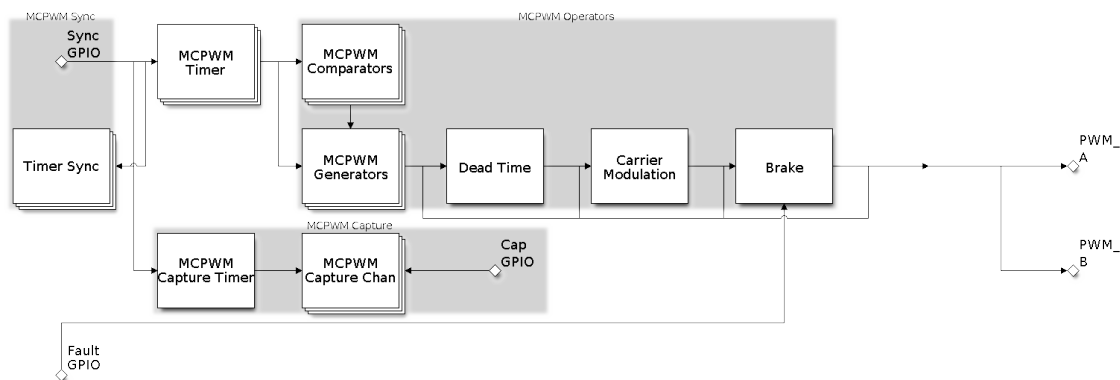 MCPWM Sync
MCPWM Operators
Sync
GPIO
MCPWM
Timer
MCPWM
Comparators
Timer Sync
MCPWM
Generators
Dead Time
Carrier
Modulation
Brake
PWM_
A
MCPWM Capture
MCPWM
Capture Timer
MCPWM
Capture Chan
Cap
GPIO
PWM_
B
Fault
GPIO